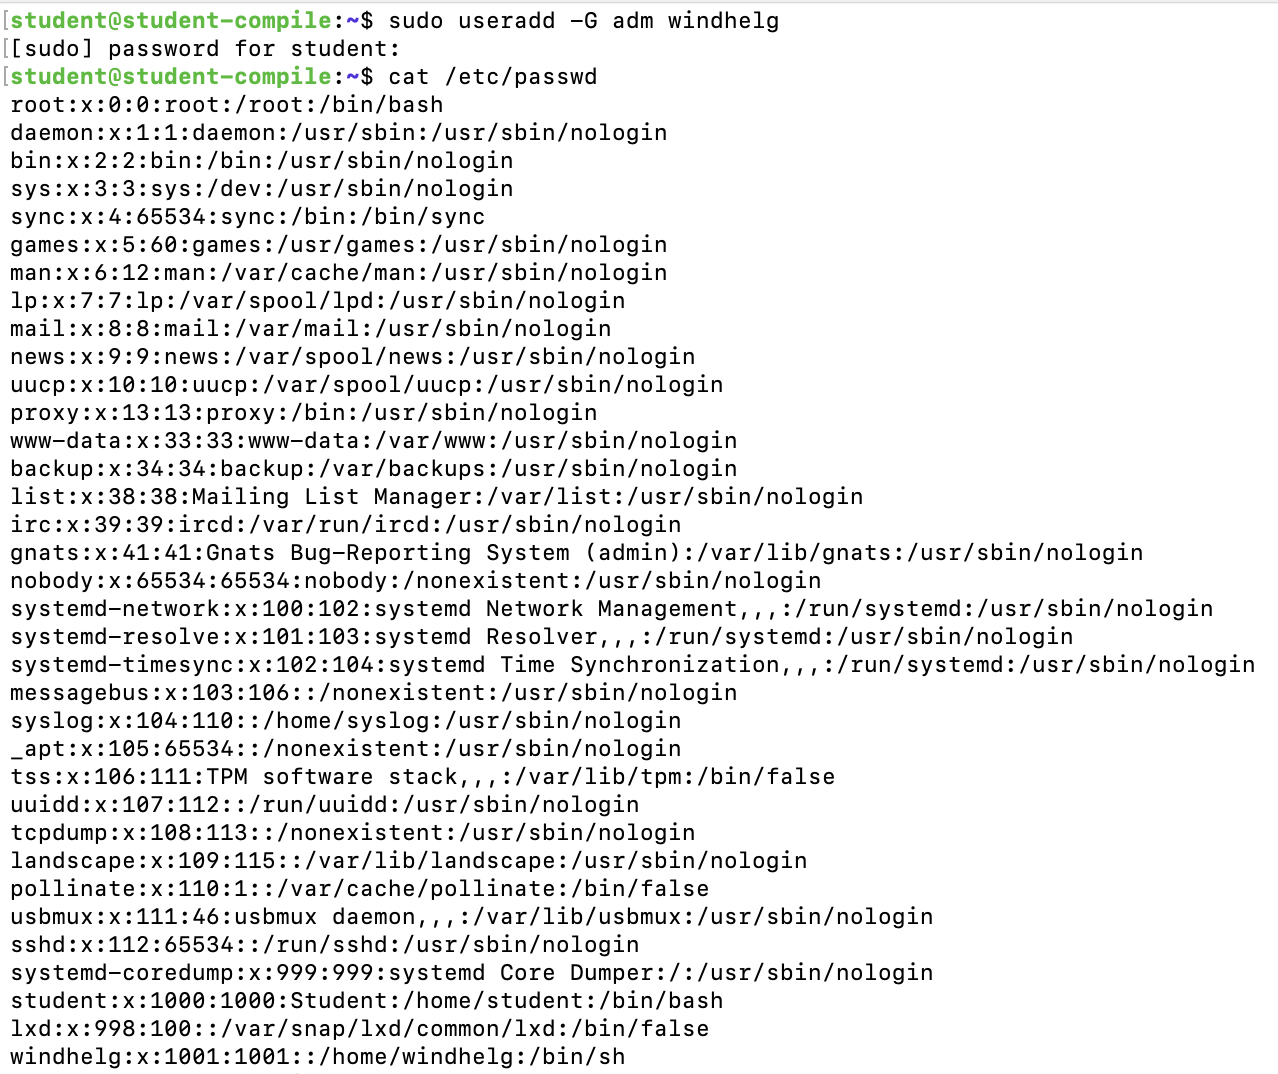 [student@student-compile:~$ sudo useradd -G adm windhelg
[[sudo] password for student:
[student@student-compile:~$ cat /etc/passwd
root:x:0:0:root:/root:/bin/bash
daemon:x:1:1:daemon:/usr/sbin:/usr/sbin/nologin
bin:x:2:2:bin:/bin:/usr/sbin/nologin
sys:x:3:3:sys:/dev:/usr/sbin/nologin
sync:x:4:65534:sync:/bin:/bin/sync
games:x:5:60:games:/usr/games:/usr/sbin/nologin
man:x:6:12:man:/var/cache/man:/usr/sbin/nologin
lp:x:7:7:lp:/var/spool/lpd:/usr/sbin/nologin
mail:x:8:8:mail:/var/mail:/usr/sbin/nologin
news:x:9:9:news:/var/spool/news:/usr/sbin/nologin
uucp:x:10:10:uucp:/var/spool/uucp:/usr/sbin/nologin
proxy:x:13:13:proxy:/bin:/usr/sbin/nologin
www-data:x:33:33:www-data:/var/www:/usr/sbin/nologin
backup:x:34:34:backup:/var/backups:/usr/sbin/nologin
list:x:38:38:Mailing List Manager:/var/list:/usr/sbin/nologin
irc:x:39:39:ircd:/var/run/ircd:/usr/sbin/nologin
gnats:x:41:41:Gnats Bug-Reporting System (admin):/var/lib/gnats:/usr/sbin/nologin
nobody:x:65534:65534:nobody:/nonexistent:/usr/sbin/nologin
systemd-network:x:100:102:systemd Network Management,,,:/run/systemd:/usr/sbin/nologin
systemd-resolve:x:101:103:systemd Resolver,,,:/run/systemd:/usr/sbin/nologin
systemd-timesync:x:102:104:systemd Time Synchronization,,,:/run/systemd:/usr/sbin/nologin
messagebus:x:103:106::/nonexistent:/usr/sbin/nologin
syslog:x:104:110::/home/syslog:/usr/sbin/nologin
_apt:x:105:65534::/nonexistent:/usr/sbin/nologin
tss:x:106:111:TPM software stack,,,:/var/lib/tpm:/bin/false
uuidd:x:107:112::/run/uuidd:/usr/sbin/nologin
tcpdump:x:108:113::/nonexistent:/usr/sbin/nologin
landscape:x:109:115::/var/lib/landscape:/usr/sbin/nologin
pollinate:x:110:1::/var/cache/pollinate:/bin/false
usbmux:x:111:46:usbmux daemon,,,:/var/lib/usbmux:/usr/sbin/nologin
sshd:x:112:65534::/run/sshd:/usr/sbin/nologin
systemd-coredump:x:999:999:systemd Core Dumper:/:/usr/sbin/nologin
student:x:1000:1000:Student:/home/student:/bin/bash
lxd:x:998:100::/var/snap/lxd/common/lxd:/bin/false
windhelg:x:1001:1001::/home/windhelg:/bin/sh